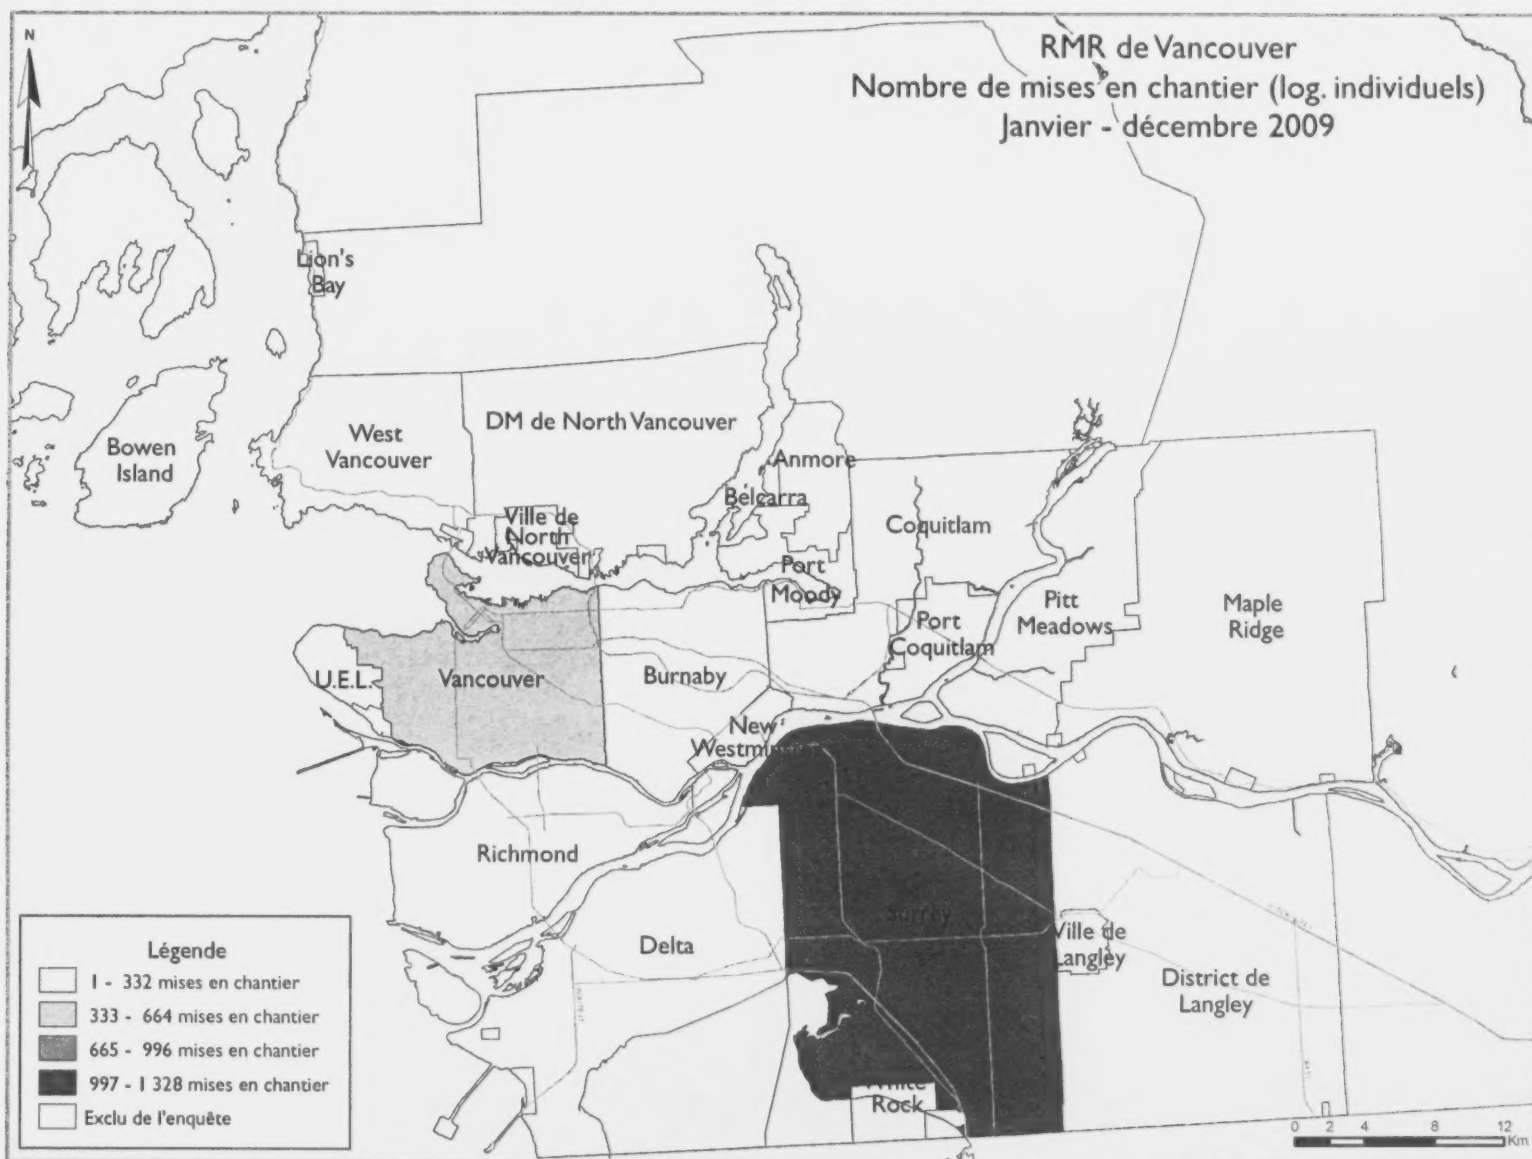 N
RMR de Vancouver
Nombre de mises en chantier (log. individuels)
Janvier - décembre 2009
Lion's
Bay
Bowen
Island
West
Vancouver
DM de North Vancouver
Anmore
Belcarra
Ville de
North
Vancouver
Coquitlam
Port
Moody
Pitt
Meadows
Maple
Ridge
Port
Coquitlam
U.E.L.
Vancouver
Burnaby
New
Westminster
Richmond
Surrey
Delta
Ville de
Langley
District de
Langley
White
Rock
Légende
1 - 332 mises en chantier
333 - 664 mises en chantier
665 - 996 mises en chantier
997 - 1 328 mises en chantier
Exclu de l'enquête
0 2 4 8 12
Km